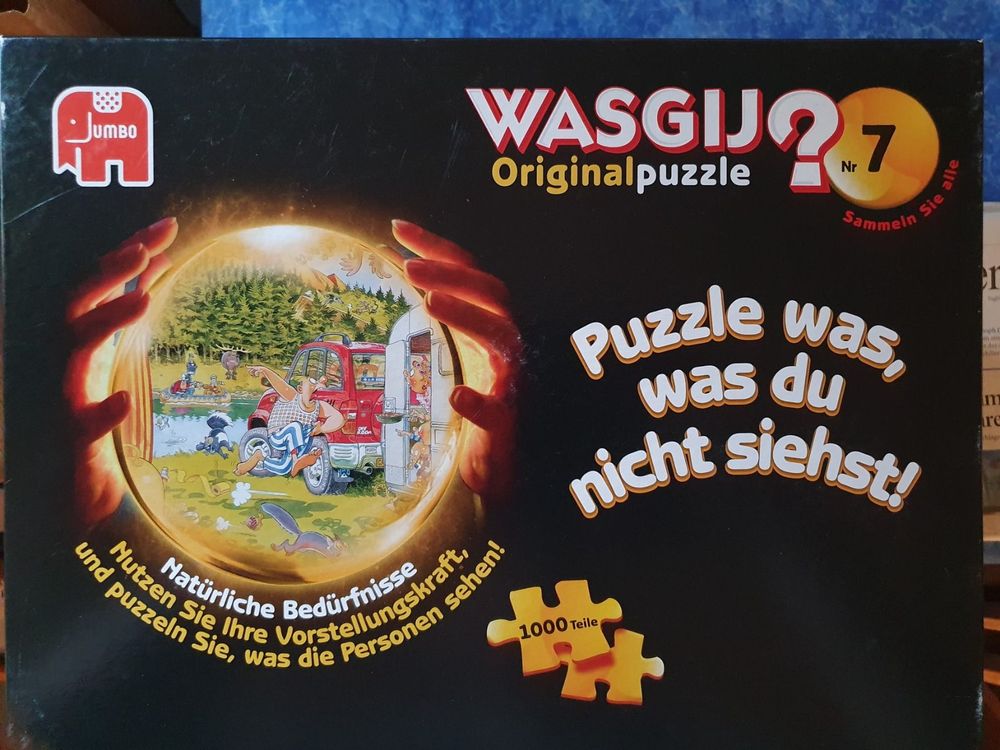 JUMBO
WASGIJ?
Originalpuzzle
Nr 7
Sammeln Sie alle
Puzzle was,
was du
nicht siehst!
Natürliche Bedürfnisse
Nutzen Sie Ihre Vorstellungskraft,
und puzzeln Sie, was die Personen sehen!
1000 Teile